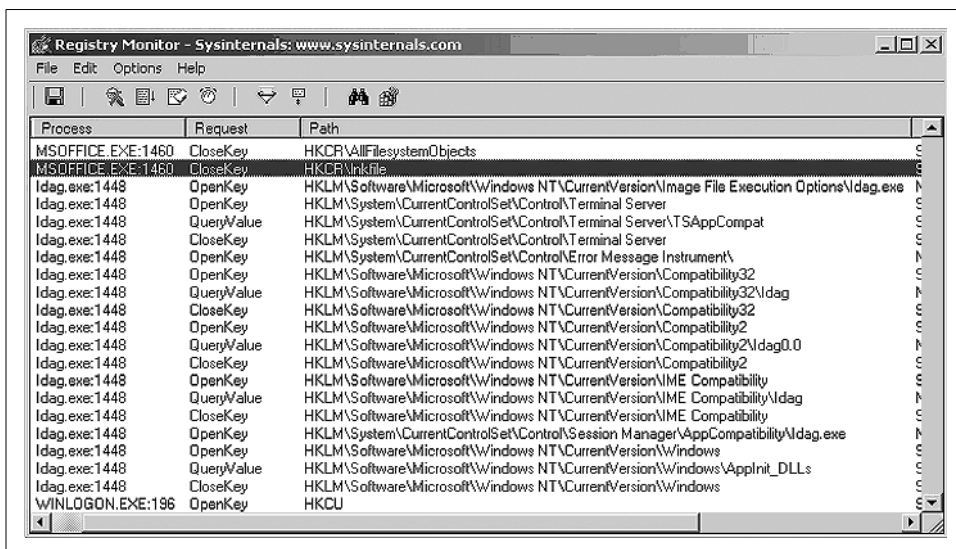 Registry Monitor - Sysinternals: www.sysinternals.com
File Edit Options Help
Process Request Path
MSOFFICE.EXE:1460 CloseKey HKCR\AllFilesystemObjects S
MSOFFICE.EXE:1460 CloseKey HKCR\lnkfile S
Idag.exe:1448 OpenKey HKLM\Software\Microsoft\Windows NT\CurrentVersion\Image File Execution Options\Idag.exe N
Idag.exe:1448 OpenKey HKLM\System\CurrentControlSet\Control\Terminal Server S
Idag.exe:1448 QueryValue HKLM\System\CurrentControlSet\Control\Terminal Server\TSAppCompat S
Idag.exe:1448 CloseKey HKLM\System\CurrentControlSet\Control\Terminal Server S
Idag.exe:1448 OpenKey HKLM\System\CurrentControlSet\Control\Error Message Instrument\ N
Idag.exe:1448 OpenKey HKLM\Software\Microsoft\Windows NT\CurrentVersion\Compatibility32 S
Idag.exe:1448 QueryValue HKLM\Software\Microsoft\Windows NT\CurrentVersion\Compatibility32\Idag N
Idag.exe:1448 CloseKey HKLM\Software\Microsoft\Windows NT\CurrentVersion\Compatibility32 S
Idag.exe:1448 OpenKey HKLM\Software\Microsoft\Windows NT\CurrentVersion\Compatibility2 S
Idag.exe:1448 QueryValue HKLM\Software\Microsoft\Windows NT\CurrentVersion\Compatibility2\Idag0.0 N
Idag.exe:1448 CloseKey HKLM\Software\Microsoft\Windows NT\CurrentVersion\Compatibility2 S
Idag.exe:1448 OpenKey HKLM\Software\Microsoft\Windows NT\CurrentVersion\IME Compatibility S
Idag.exe:1448 QueryValue HKLM\Software\Microsoft\Windows NT\CurrentVersion\IME Compatibility\Idag N
Idag.exe:1448 CloseKey HKLM\Software\Microsoft\Windows NT\CurrentVersion\IME Compatibility S
Idag.exe:1448 OpenKey HKLM\System\CurrentControlSet\Control\Session Manager\AppCompatibility\Idag.exe N
Idag.exe:1448 OpenKey HKLM\Software\Microsoft\Windows NT\CurrentVersion\Windows S
Idag.exe:1448 QueryValue HKLM\Software\Microsoft\Windows NT\CurrentVersion\Windows\AppInit_DLLs S
Idag.exe:1448 CloseKey HKLM\Software\Microsoft\Windows NT\CurrentVersion\Windows S
WINLOGON.EXE:196 OpenKey HKCU S